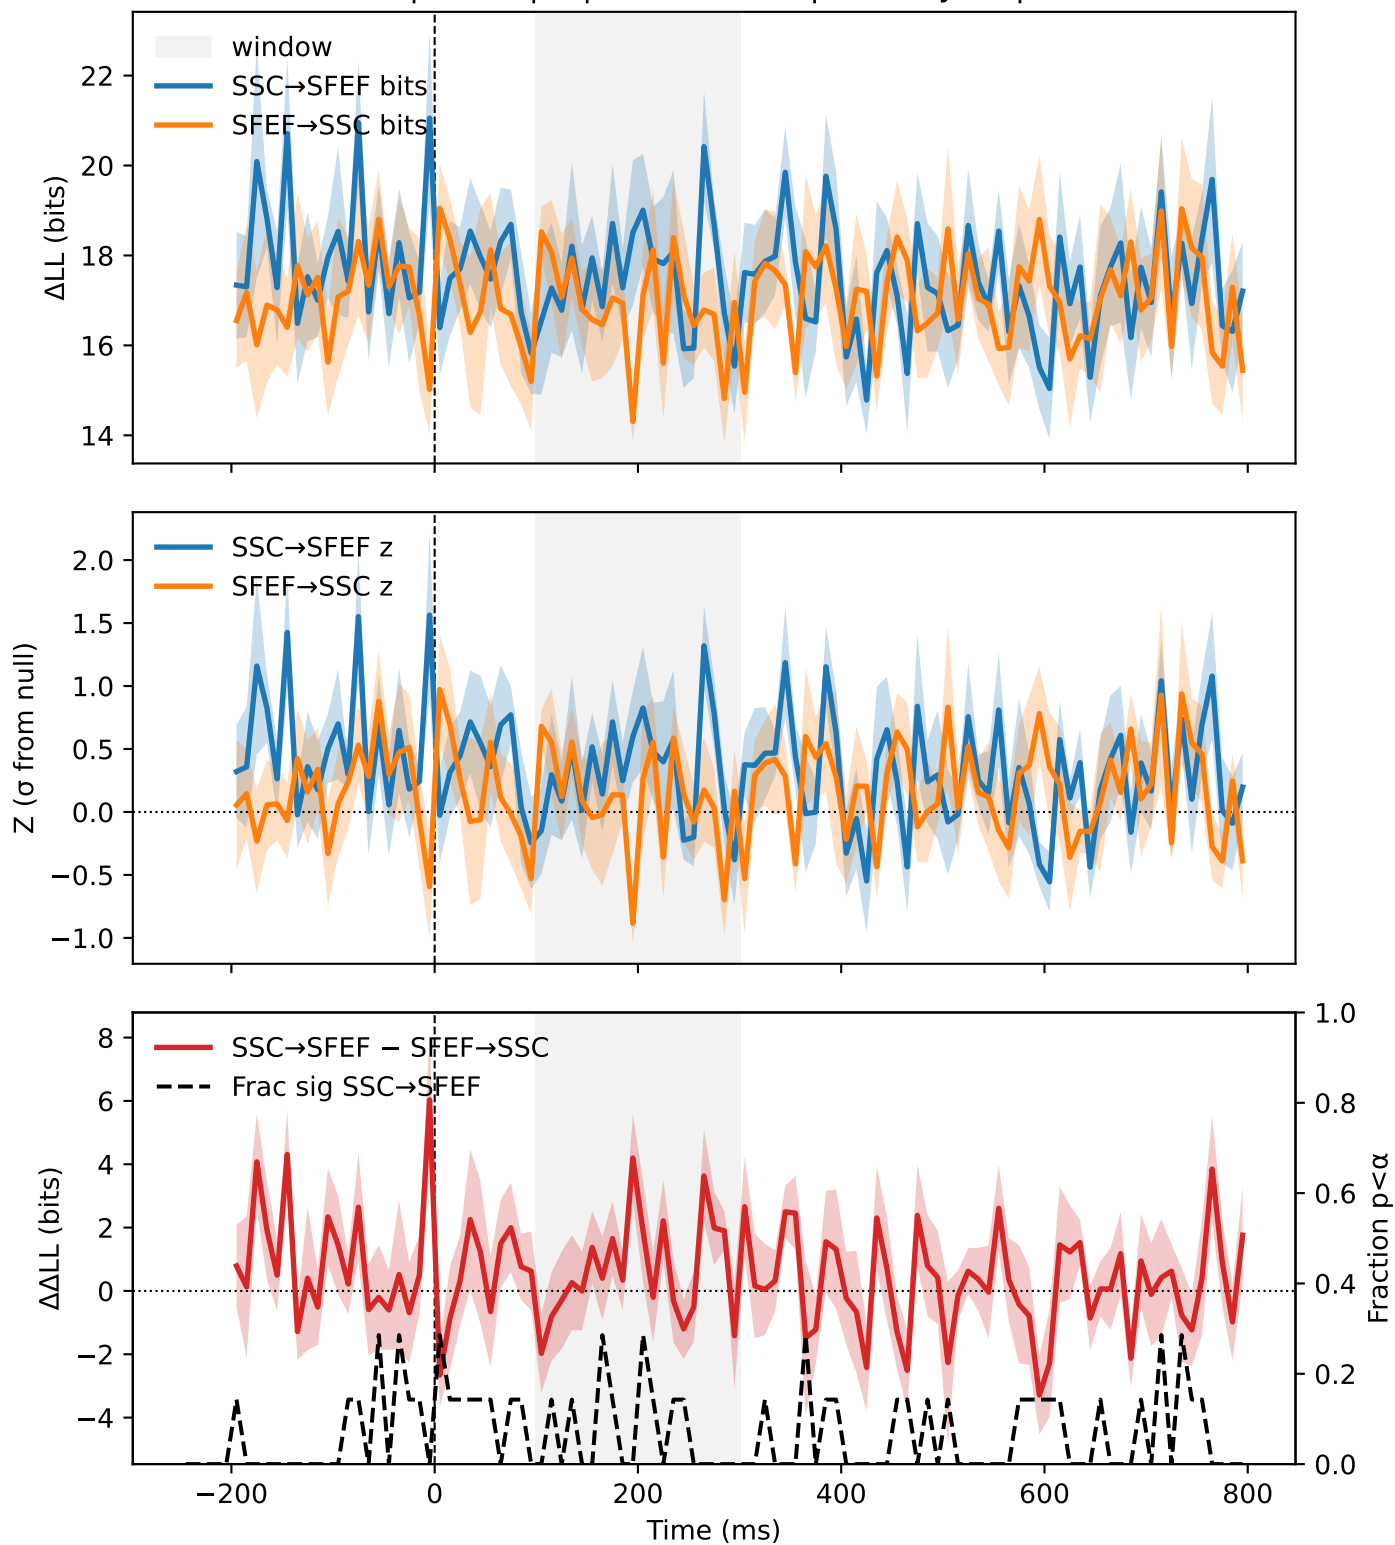 window
SSC→SFEF bits
SFEF→SSC bits
22
20
18
16
14
ΔLL (bits)
SSC→SFEF z
SFEF→SSC z
2.0
1.5
1.0
0.5
0.0
−0.5
−1.0
Z (σ from null)
SSC→SFEF − SFEF→SSC
Frac sig SSC→SFEF
8
6
4
2
0
−2
−4
ΔΔLL (bits)
1.0
0.8
0.6
0.4
0.2
0.0
Fraction p<α
−200 0 200 400 600 800
Time (ms)